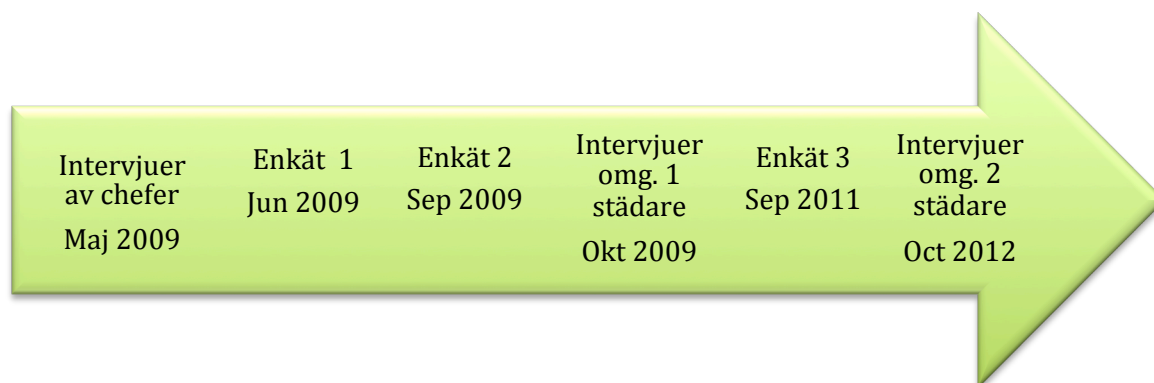 Intervjuer
av chefer
Maj 2009
Enkät 1
Jun 2009
Enkät 2
Sep 2009
Intervjuer
omg. 1
städare
Okt 2009
Enkät 3
Sep 2011
Intervjuer
omg. 2
städare
Oct 2012